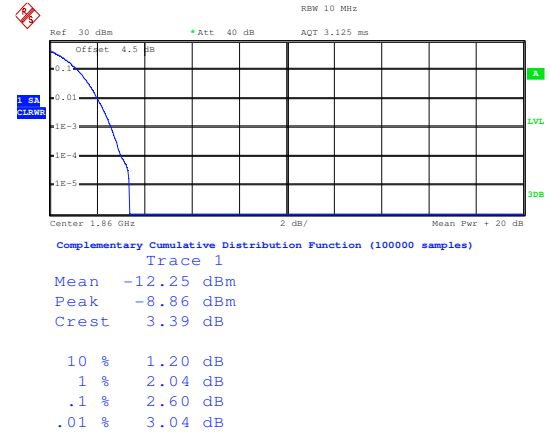 RBW 10 MHz
Ref 30 dBm *Att 40 dB AQT 3.125 ms
Offset 4.5 dB
0.1
A
0.01
1 SA
CLRWR
1E-3
LVL
1E-4
1E-5
3DB
Center 1.86 GHz 2 dB/ Mean Pwr + 20 dB
Complementary Cumulative Distribution Function (100000 samples)
Trace 1
Mean -12.25 dBm
Peak -8.86 dBm
Crest 3.39 dB
10 % 1.20 dB
1 % 2.04 dB
.1 % 2.60 dB
.01 % 3.04 dB